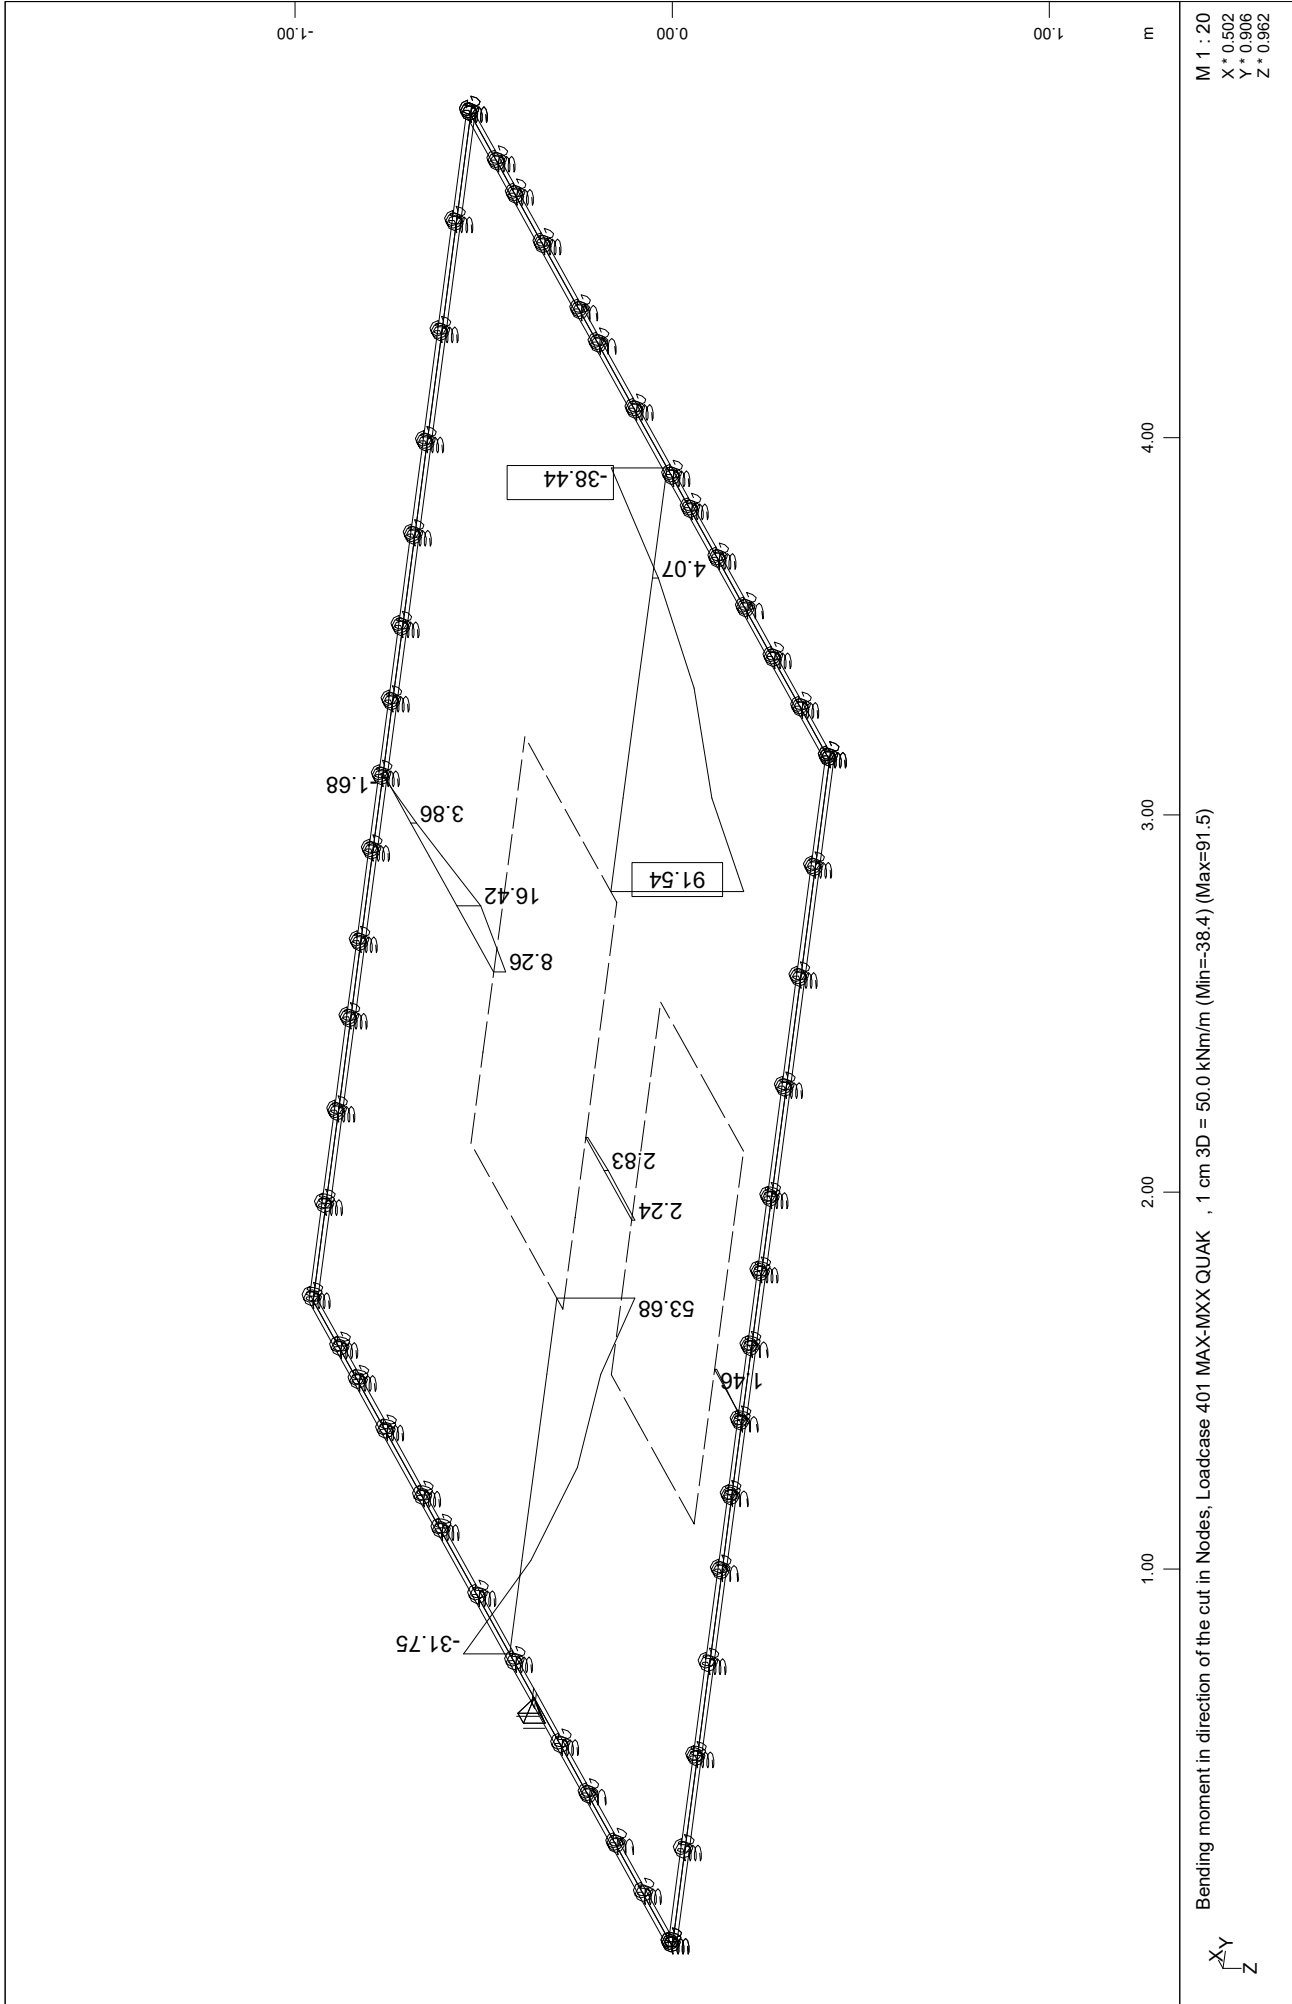 -1.00
0.00
1.00
m
M 1 : 20
X * 0.502
Y * 0.906
Z * 0.962
4.00
3.00
2.00
1.00
-38.44
4.07
-1.68
3.86
16.42
8.26
91.54
2.83
2.24
53.68
1.46
-31.75
Bending moment in direction of the cut in Nodes, Loadcase 401 MAX-MXX QUAK , 1 cm 3D = 50.0 kNm/m (Min=-38.4) (Max=91.5)
X
Y
Z